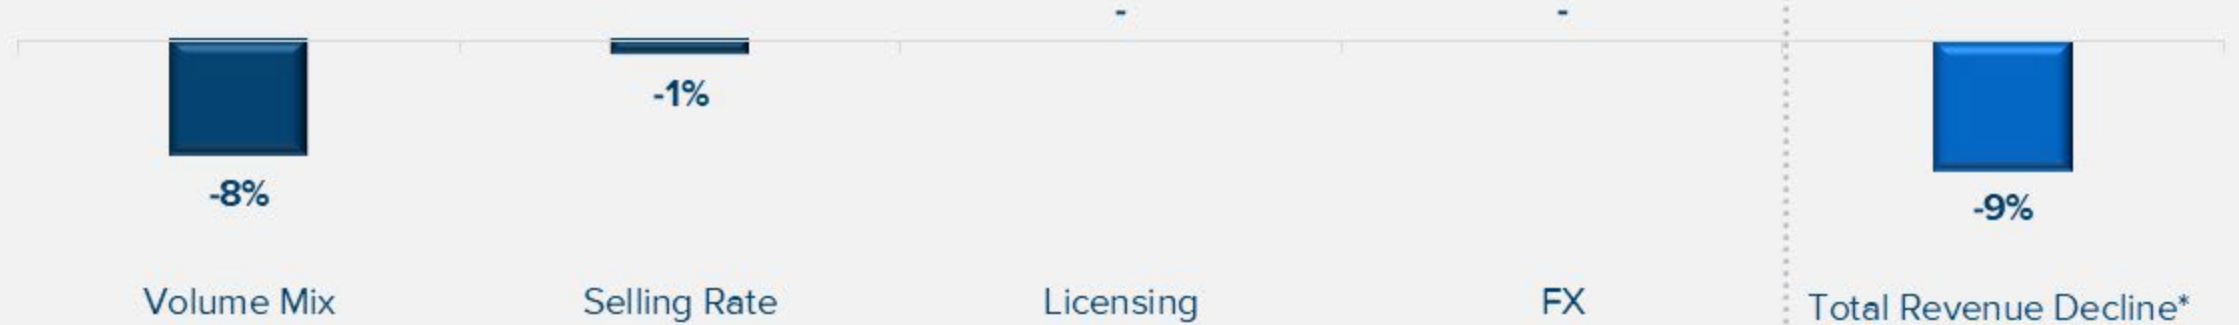 - -
-1%
-8% -9%
Volume Mix Selling Rate Licensing FX Total Revenue Decline*